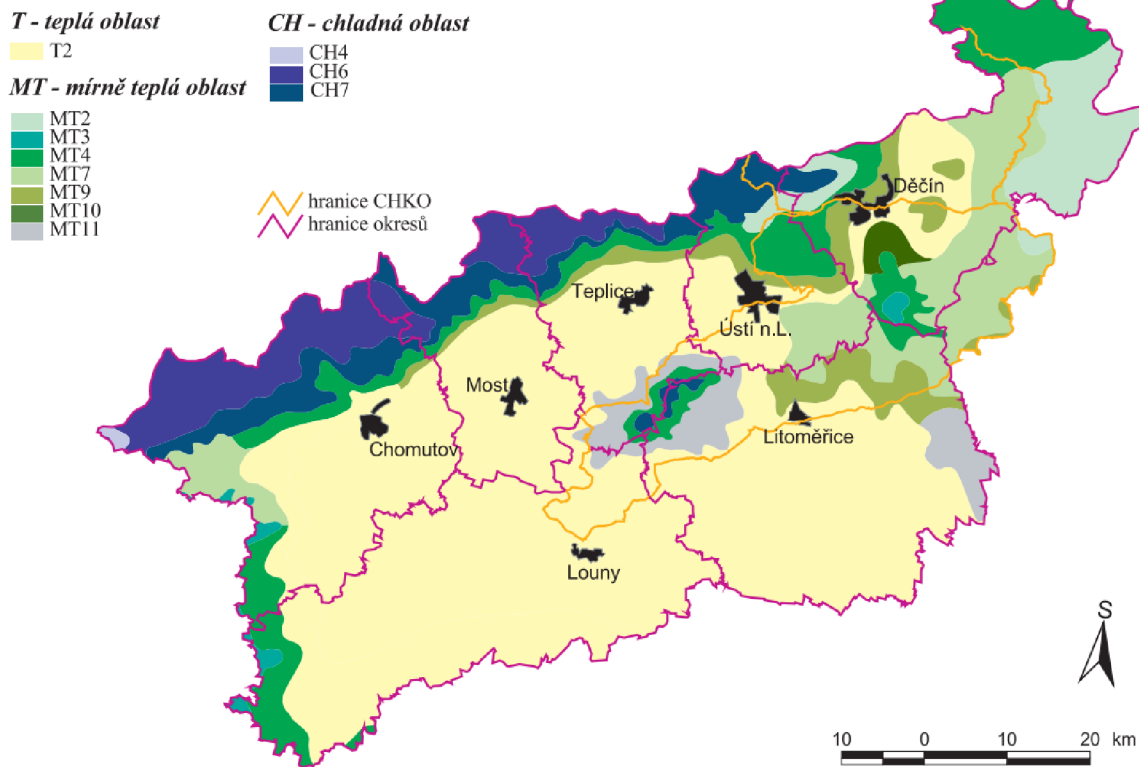 T - teplá oblast
T2
MT - mírně teplá oblast
MT2
MT3
MT4
MT7
MT9
MT10
MT11
CH - chladná oblast
CH4
CH6
CH7
hranice CHKO
hranice okresů
Děčín
Teplice
Ústí n.L.
Most
Chomutov
Litoměřice
Louny
S
10 0 10 20 km